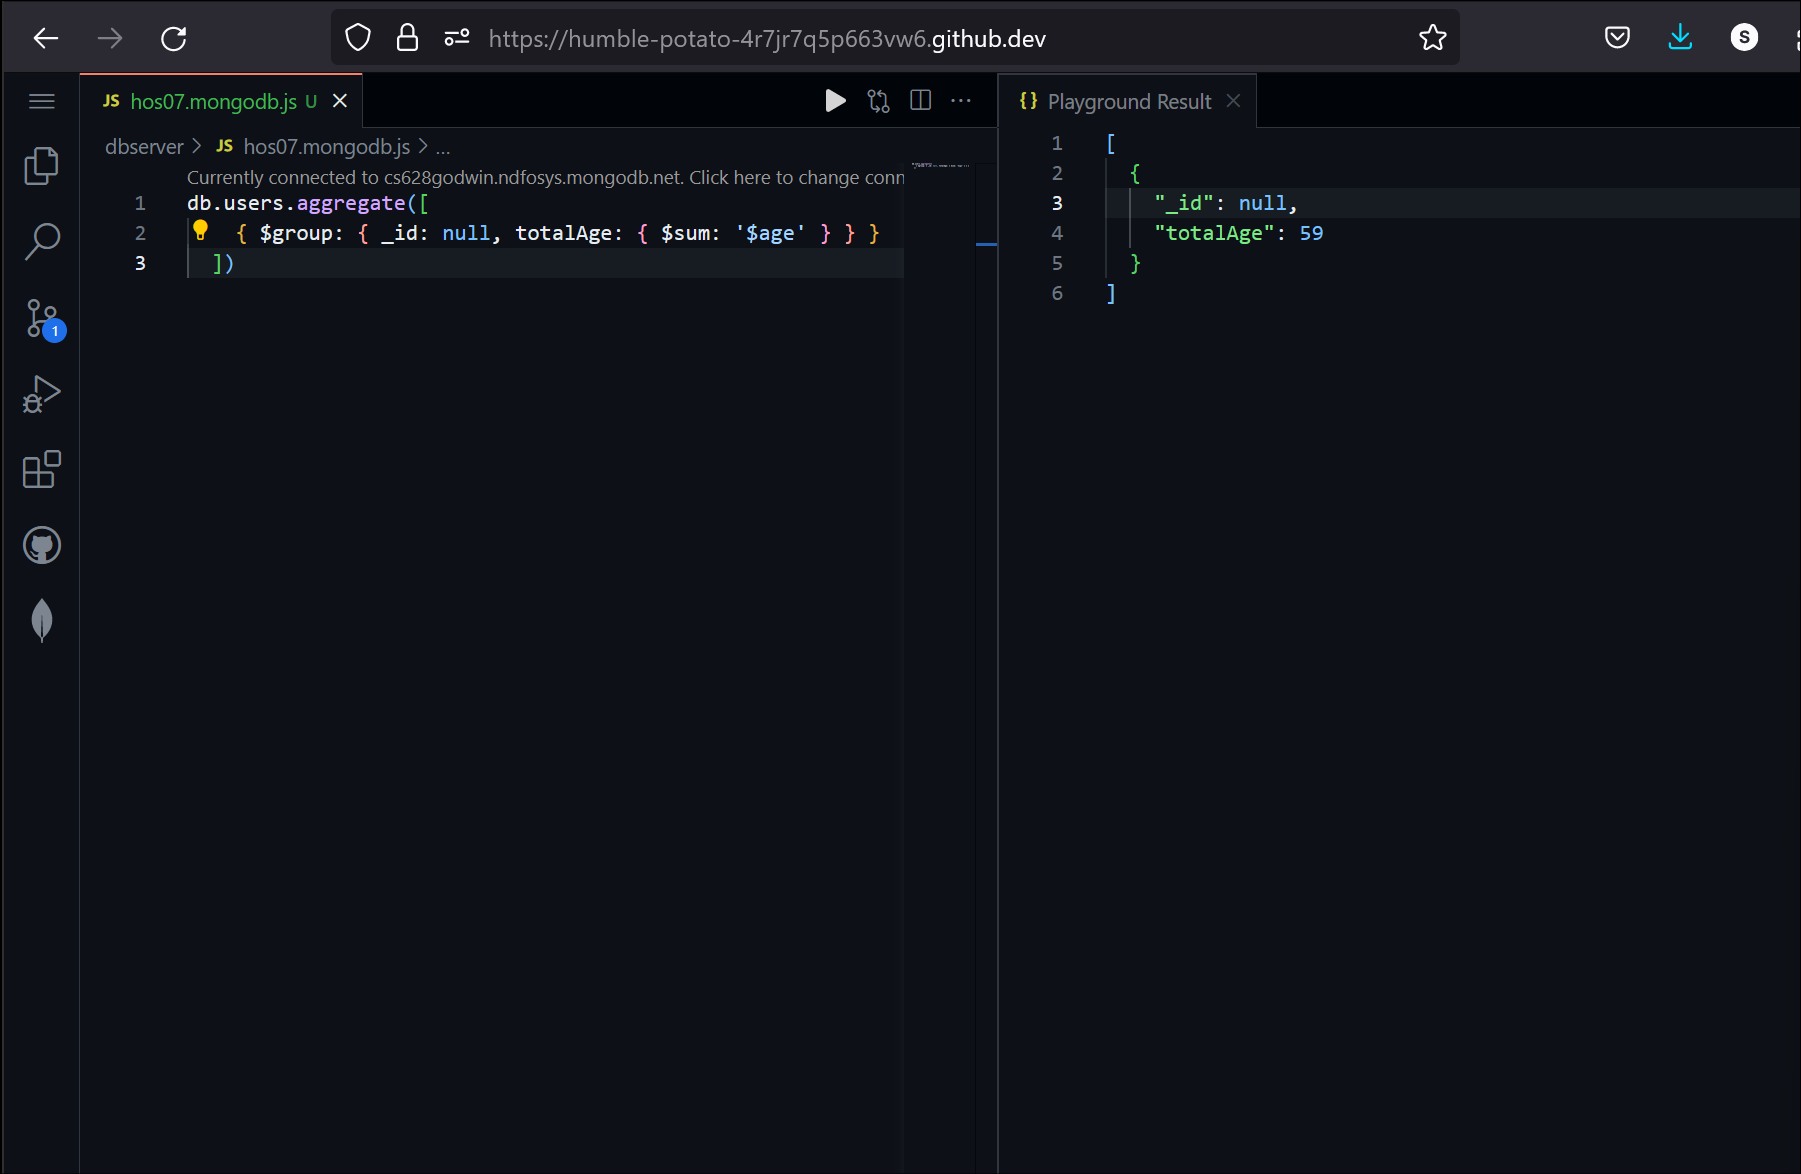 https://humble-potato-4r7jr7q5p663vw6.github.dev
S
JS hos07.mongodb.js U
dbserver > JS hos07.mongodb.js > ...
Currently connected to cs628godwin.ndfosys.mongodb.net. Click here to change conn
1 db.users.aggregate([
2 { $group: { _id: null, totalAge: { $sum: '$age' } } }
3 ])
1
{} Playground Result
1 [
2 {
3 "_id": null,
4 "totalAge": 59
5 }
6 ]